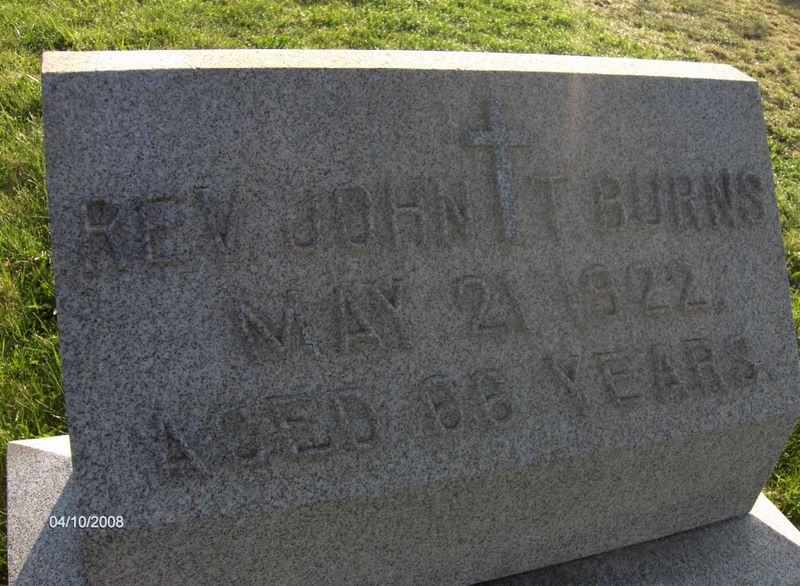 REV. JOHN T. BURNS
MAY 21 1922.
AGED 66 YEARS.
04/10/2008